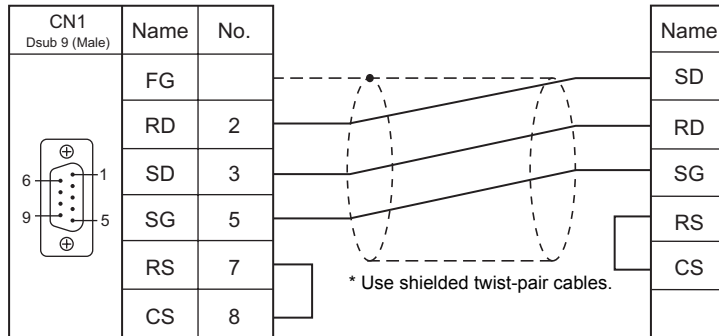 CN1
Dsub 9 (Male)
Name No.
Name
FG
SD
RD 2
RD
SD 3
SG
SG 5
RS
RS 7
CS
CS 8
6
1
9
5
* Use shielded twist-pair cables.